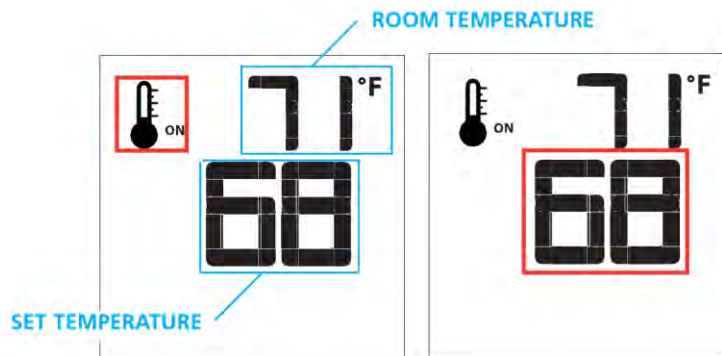 ROOM TEMPERATURE
71 °F
ON
68
SET TEMPERATURE
71 °F
ON
68